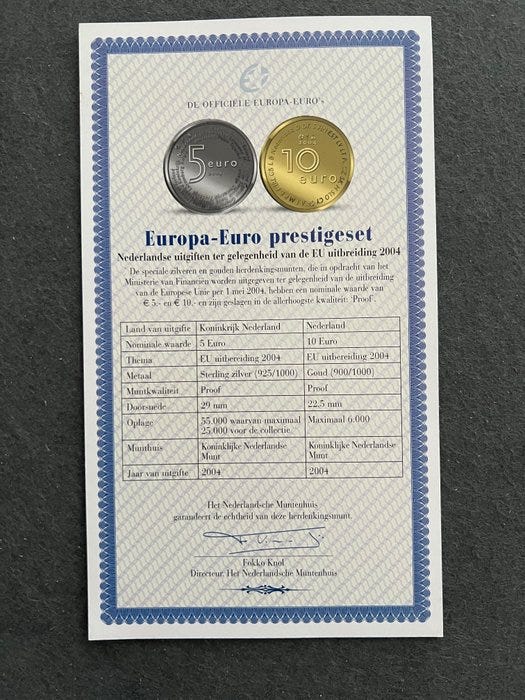 DE OFFICIËLE EUROPA-EURO's
5 euro
2004
10 euro
2004
Europa-Euro prestigeset
Nederlandse uitgiften ter gelegenheid van de EU uitbreiding 2004
De speciale zilveren en gouden herdenkingsmunten, die in opdracht van het
Ministerie van Financiën worden uitgegeven ter gelegenheid van de uitbreiding
van de Europese Unie per 1 mei 2004, hebben een nominale waarde van
€ 5,- en € 10,- en zijn geslagen in de allerhoogste kwaliteit: 'Proof'.
Land van uitgifte Koninkrijk Nederland Nederland
Nominale waarde 5 Euro 10 Euro
Thema EU uitbereiding 2004 EU uitbereiding 2004
Metaal Sterling zilver (925/1000) Goud (900/1000)
Muntkwaliteit Proof Proof
Doorsnede 29 mm 22.5 mm
Oplage 55.000 waarvan maximaal Maximaal 6.000
25.000 voor de collectie
Munthuis Koninklijke Nederlandse Koninklijke Nederlandse
Munt Munt
Jaar van uitgifte 2004 2004
Het Nederlandsche Muntenhuis
garandeert de echtheid van deze herdenkingsmunt.
Fokko Knol
Directeur, Het Nederlandsche Muntenhuis